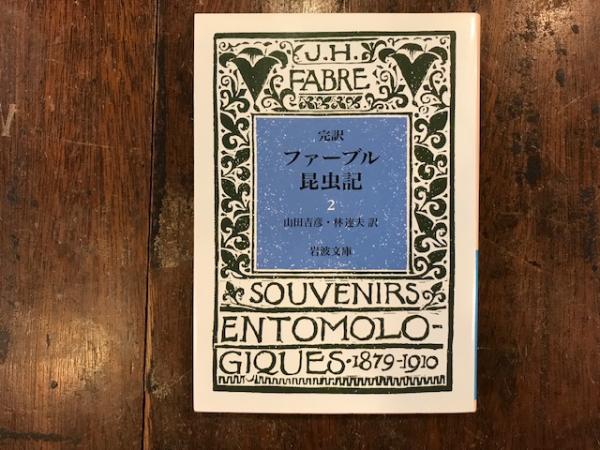 J.H.
FABRE
完訳
ファーブル
昆虫記
2
山田吉彦・林達夫 訳
岩波文庫
SOUVENIRS
ENTOMOLO-
GIQUES・1879-1910